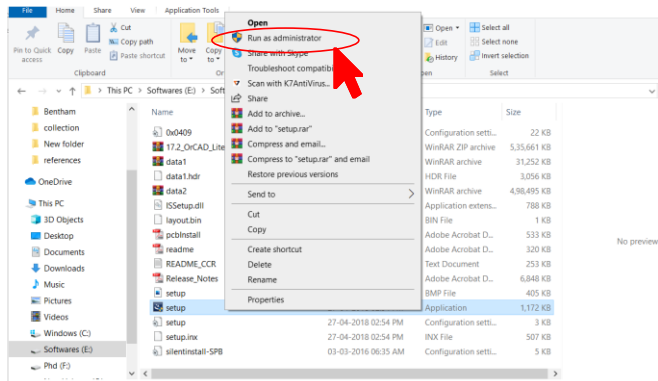 File Home Share View Application Tools
Pin to Quick access
Copy
Paste
Cut
Copy path
Paste shortcut
Clipboard
Move to
Copy to
Or
Open
Edit
History
en
Select all
Select none
Invert selection
Select
This PC > Softwares (E:) > Soft
Bentham
collection
New folder
references
OneDrive
This PC
3D Objects
Desktop
Documents
Downloads
Music
Pictures
Videos
Windows (C:)
Softwares (E:)
Phd (F:)
Open
Run as administrator
Share with Skype
Troubleshoot compatibi
Scan with K7AntiVirus...
Share
Add to archive...
Add to "setup.rar"
Compress and email...
Compress to "setup.rar" and email
Restore previous versions
Send to
Cut
Copy
Create shortcut
Delete
Rename
Properties
Name Type Size
0x0409 Configuration setti... 22 KB
17.2_OrCAD_Lite WinRAR ZIP archive 5,35,661 KB
data1 WinRAR archive 31,252 KB
data1.hdr HDR File 3,056 KB
data2 WinRAR archive 4,98,495 KB
ISSetup.dll Application extens... 788 KB
layout.bin BIN File 1 KB
pcbInstall Adobe Acrobat D... 533 KB
readme Adobe Acrobat D... 320 KB
README_CCR Text Document 253 KB
Release_Notes Adobe Acrobat D... 6,848 KB
setup BMP File 405 KB
setup Application 1,172 KB
setup 27-04-2018 02:54 PM Configuration setti... 3 KB
setup.inx 27-04-2018 02:54 PM INX File 507 KB
silentinstall-SPB 03-03-2016 06:35 AM Configuration setti... 5 KB
No preview